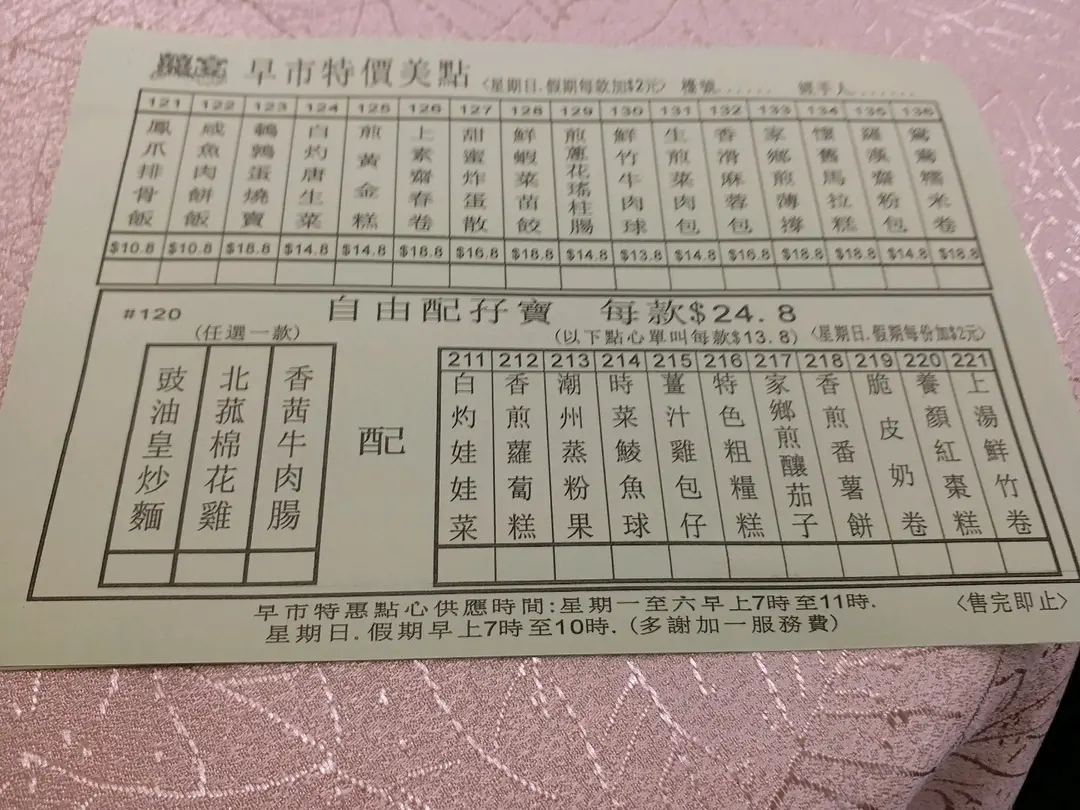 早市特價美點 〈星期日.假期每款加$2元〉 檯號...... 經手人......
121 122 123 124 125 126 127 128 129 130 131 132 133 134 135 136
鳳爪排骨飯
咸魚肉餅飯
鵪鶉蛋燒賣
白灼唐生菜
煎黃金糕
上素齋春卷
甜蜜炸蛋散
鮮蝦菜苗餃
煎蔥花瑤柱腸
鮮竹牛肉球
生煎菜肉包
香滑麻蓉包
家鄉煎薄撐
懷舊馬拉糕
羅漢齋粉包
鴛鴦糯米卷
$10.8 $10.8 $18.8 $14.8 $14.8 $18.8 $16.8 $18.8 $14.8 $13.8 $14.8 $16.8 $18.8 $18.8 $14.8 $18.8
#120 自由配孖寶 每款$24.8
(任選一款) (以下點心單叫每款$13.8) 〈星期日.假期每份加$2元〉
豉油皇炒麵
北菰棉花雞
香茜牛肉腸
配
211 212 213 214 215 216 217 218 219 220 221
白灼娃娃菜
香煎蘿蔔糕
潮州蒸粉果
時菜鯪魚球
薑汁雞包仔
特色粗糧糕
家鄉煎釀茄子
香煎番薯餅
脆皮奶卷
養顏紅棗糕
上湯鮮竹卷
早市特惠點心供應時間:星期一至六早上7時至11時. 〈售完即止〉
星期日.假期早上7時至10時. (多謝加一服務費)